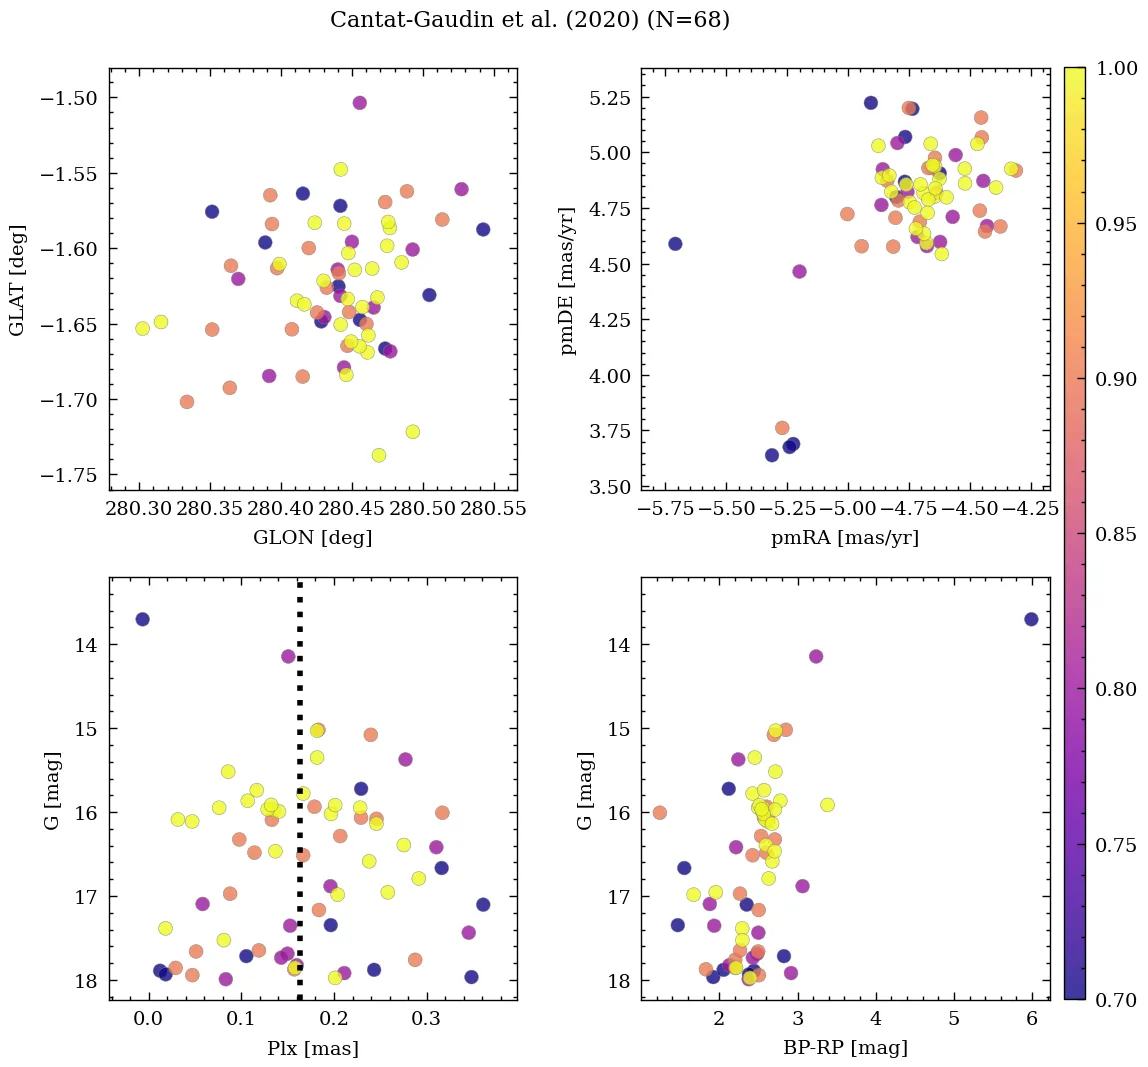 Cantat-Gaudin et al. (2020) (N=68)
−1.50
−1.55
−1.60
−1.65
−1.70
−1.75
GLAT [deg]
280.30 280.35 280.40 280.45 280.50 280.55
GLON [deg]
5.25
5.00
4.75
4.50
4.25
4.00
3.75
3.50
pmDE [mas/yr]
−5.75 −5.50 −5.25 −5.00 −4.75 −4.50 −4.25
pmRA [mas/yr]
14
15
16
17
18
G [mag]
0.0 0.1 0.2 0.3
Plx [mas]
14
15
16
17
18
G [mag]
2 3 4 5 6
BP-RP [mag]
1.00
0.95
0.90
0.85
0.80
0.75
0.70